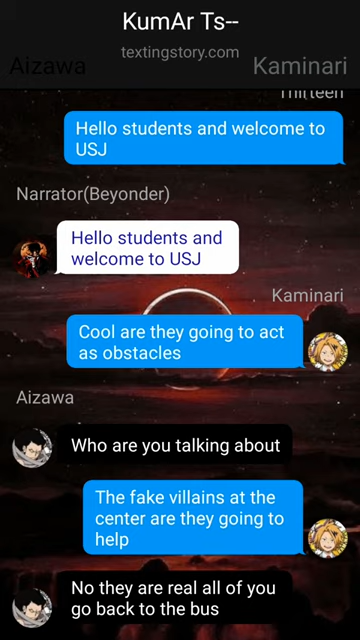 KumAr Ts--
textingstory.com
Aizawa
Kaminari
Thirteen
Hello students and welcome to
USJ
Narrator(Beyonder)
Hello students and
welcome to USJ
Kaminari
Cool are they going to act
as obstacles
Aizawa
Who are you talking about
The fake villains at the
center are they going to
help
No they are real all of you
go back to the bus